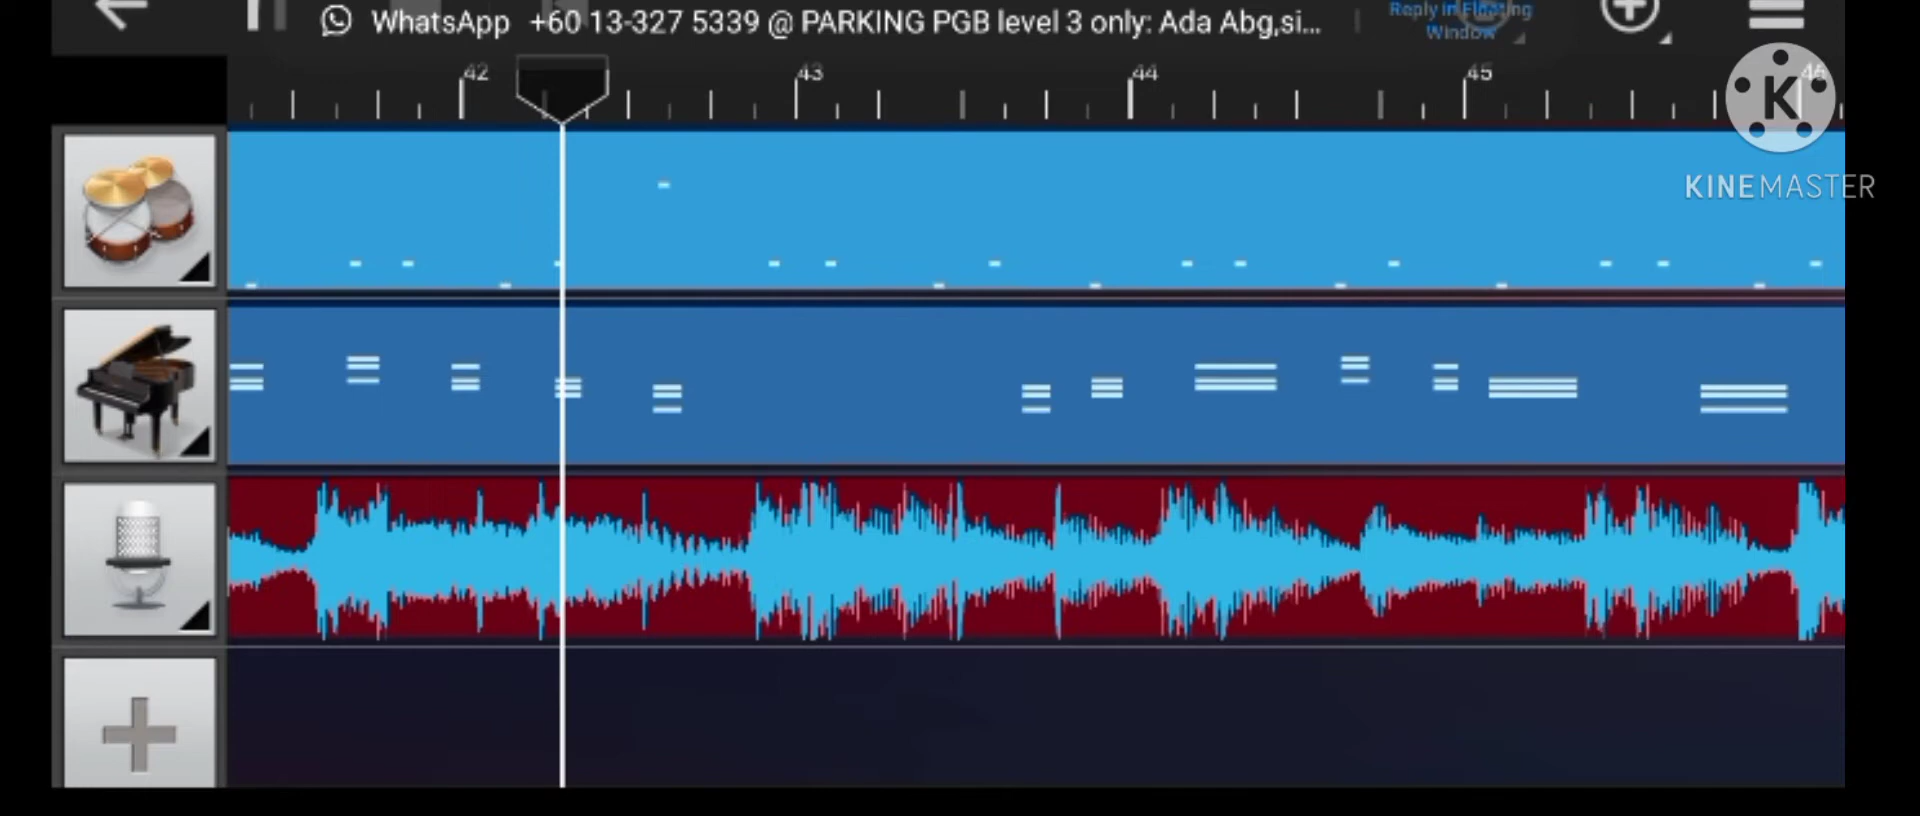 WhatsApp +60 13-327 5339 @ PARKING PGB level 3 only: Ada Abg,si...
Reply in Floating
Window
42 43 44 45 46
K
KINEMASTER